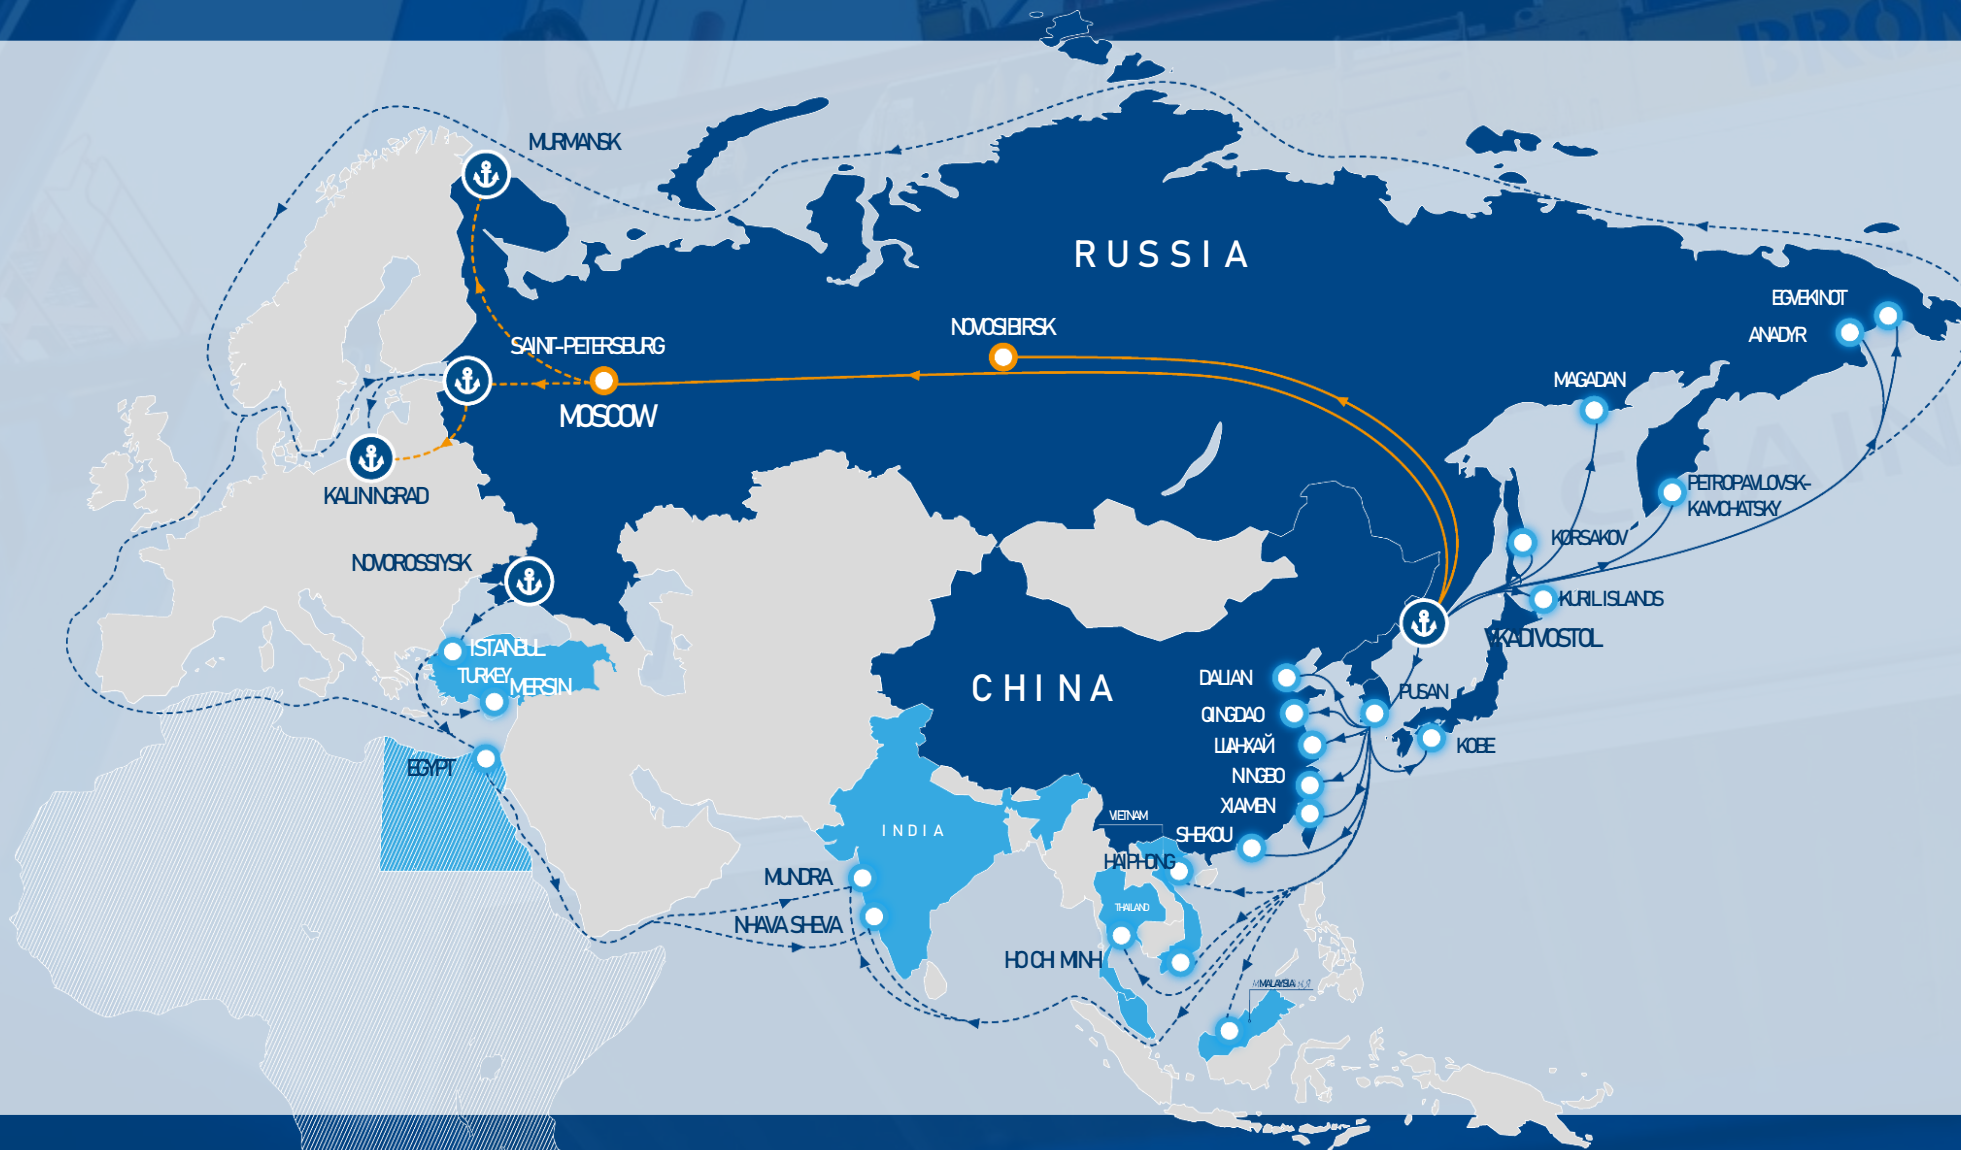 MURMANSK
RUSSIA
EGVEKINOT
ANADYR
NOVOSIBIRSK
SAINT-PETERSBURG
MAGADAN
MOSCOW
KALININGRAD
PETROPAVLOVSK-
KAMCHATSKY
KORSAKOV
NOVOROSSIYSK
KURIL ISLANDS
VKADIVOSTOL
ISTANBUL
TURKEY
MERSIN
CHINA
DALIAN
PUSAN
QINGDAO
ШАНХАЙ
KOBE
EGYPT
NINGBO
XIAMEN
VIETNAM
INDIA
SHEKOU
HAIPHONG
MUNDRA
THAILAND
NHAVA SHEVA
HO CHI MINH
MALAYSIA